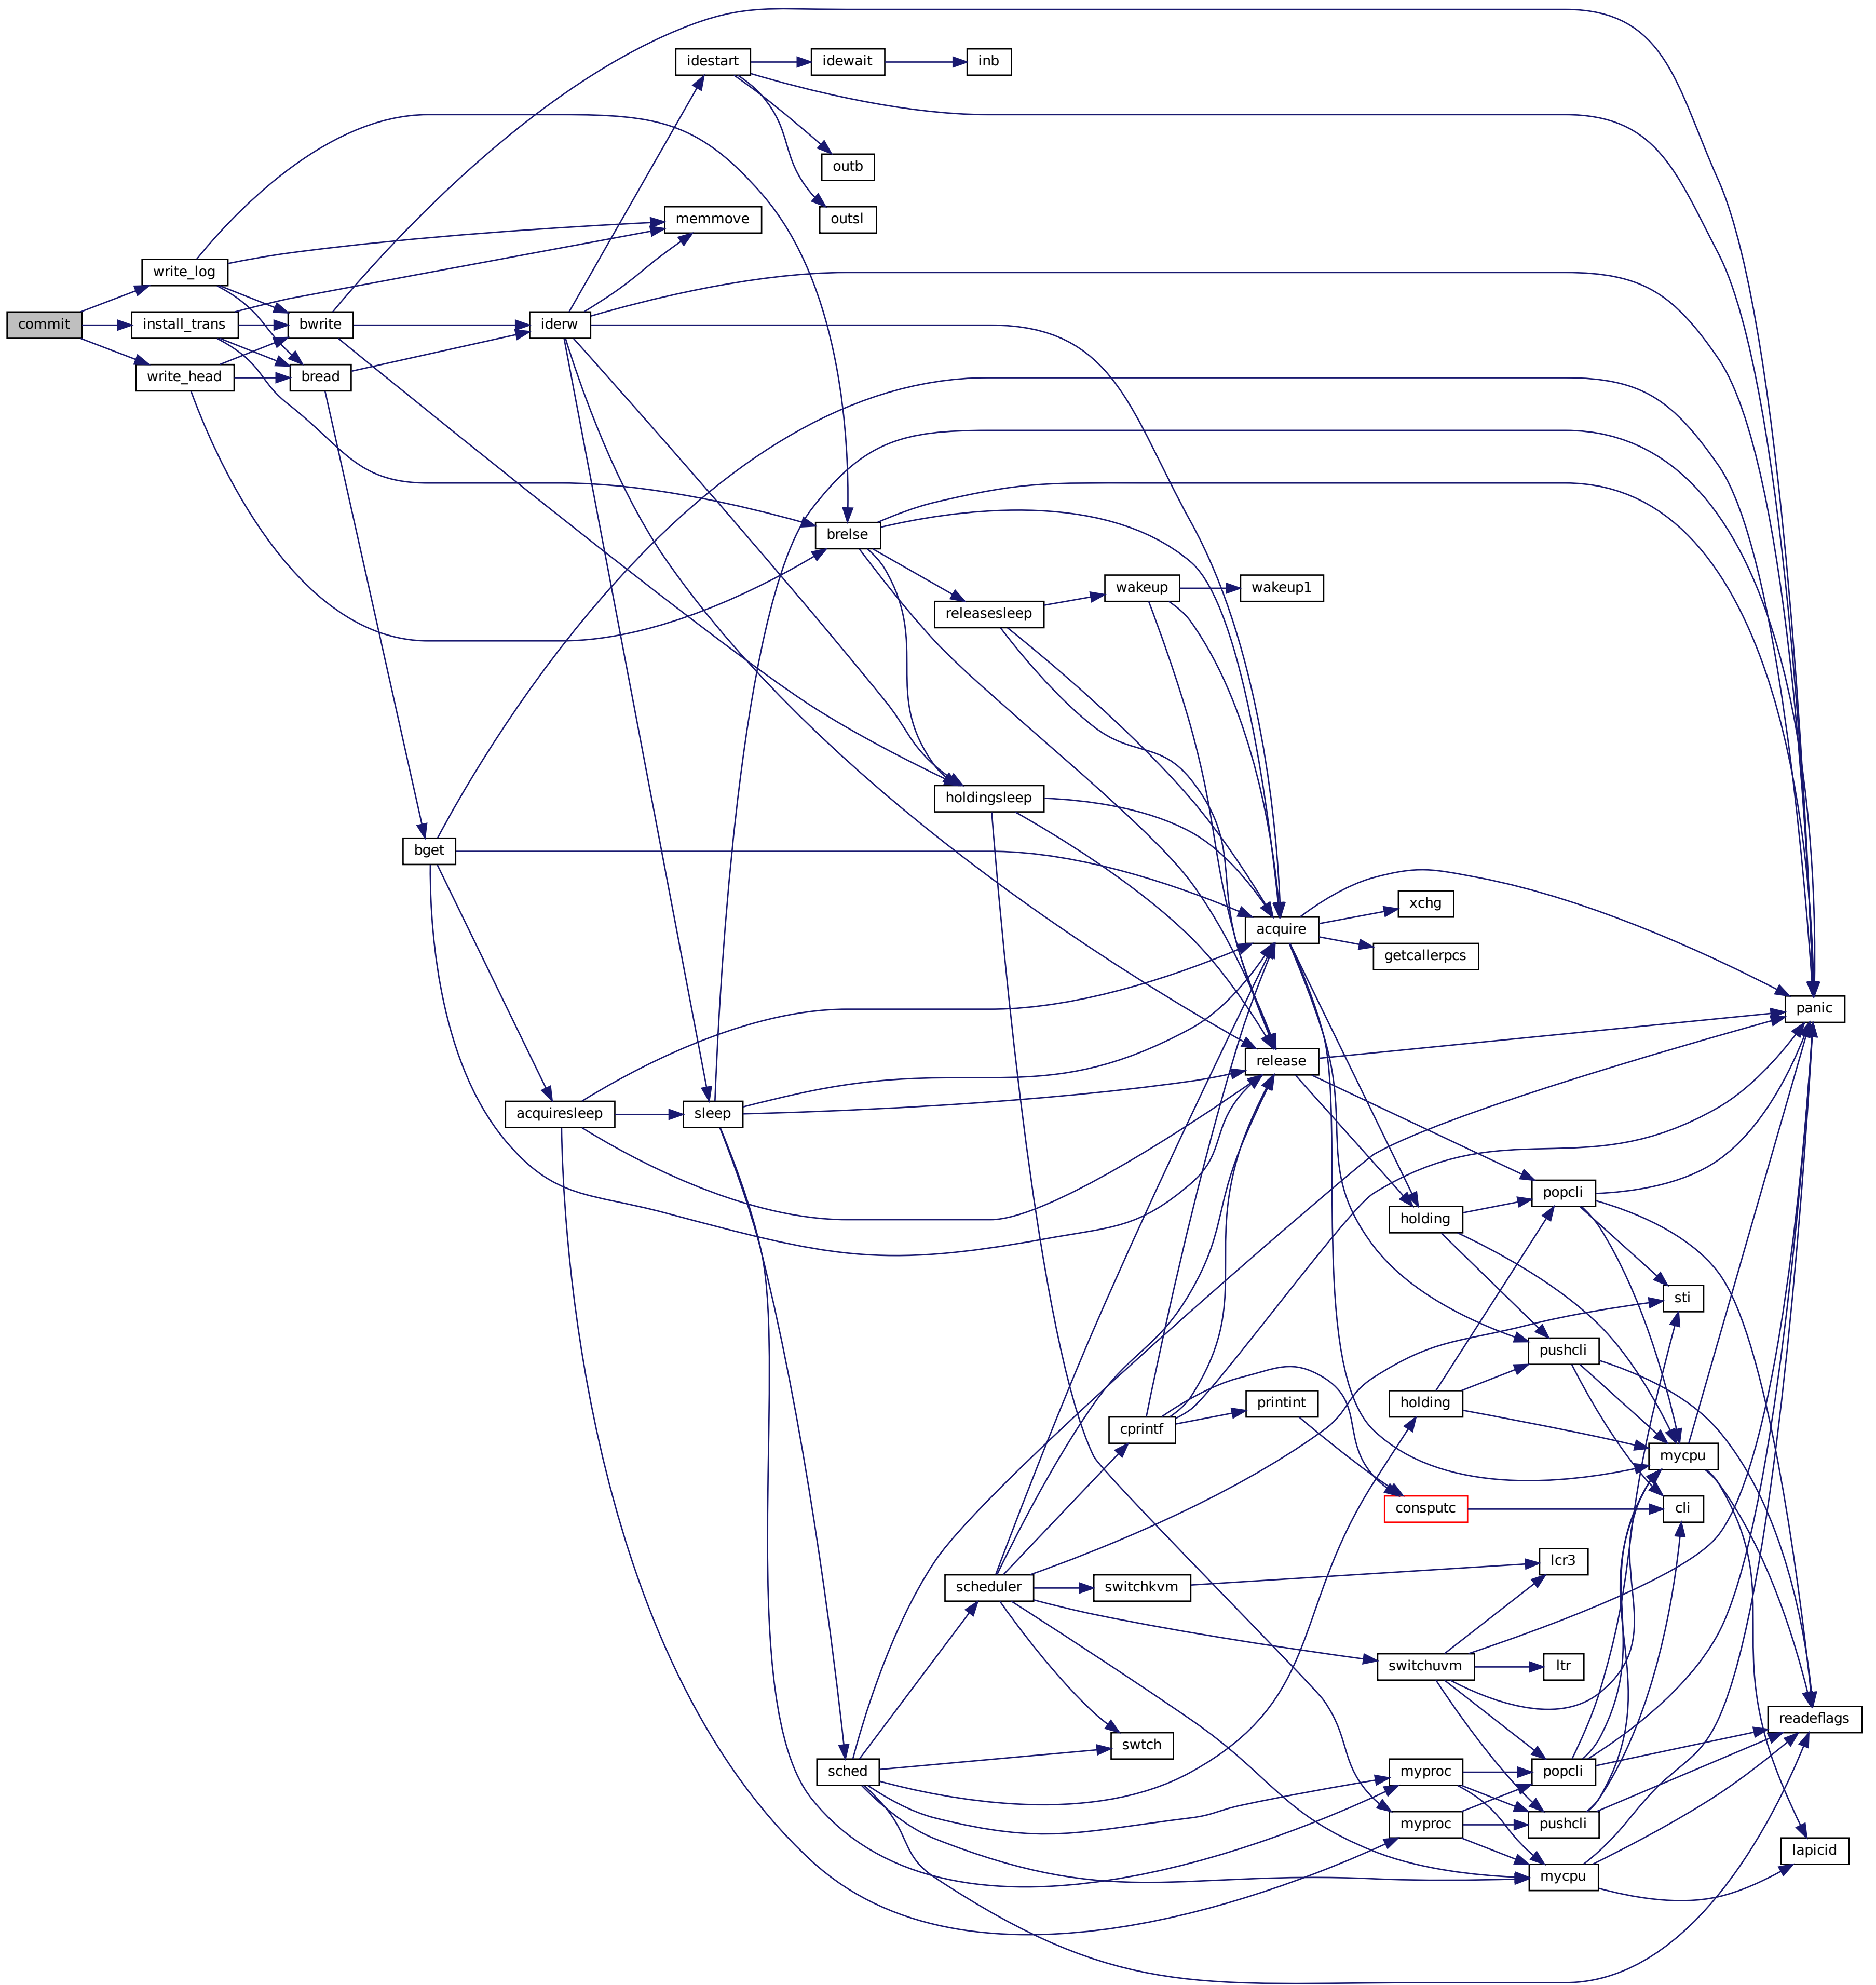 idestart
idewait
inb
outb
outsl
memmove
write_log
commit
install_trans
bwrite
iderw
write_head
bread
brelse
wakeup
wakeup1
releasesleep
holdingsleep
bget
xchg
acquire
getcallerpcs
panic
release
acquiresleep
sleep
popcli
holding
sti
pushcli
printint
holding
cprintf
mycpu
consputc
cli
lcr3
scheduler
switchkvm
switchuvm
ltr
readeflags
swtch
sched
myproc
popcli
myproc
pushcli
lapicid
mycpu